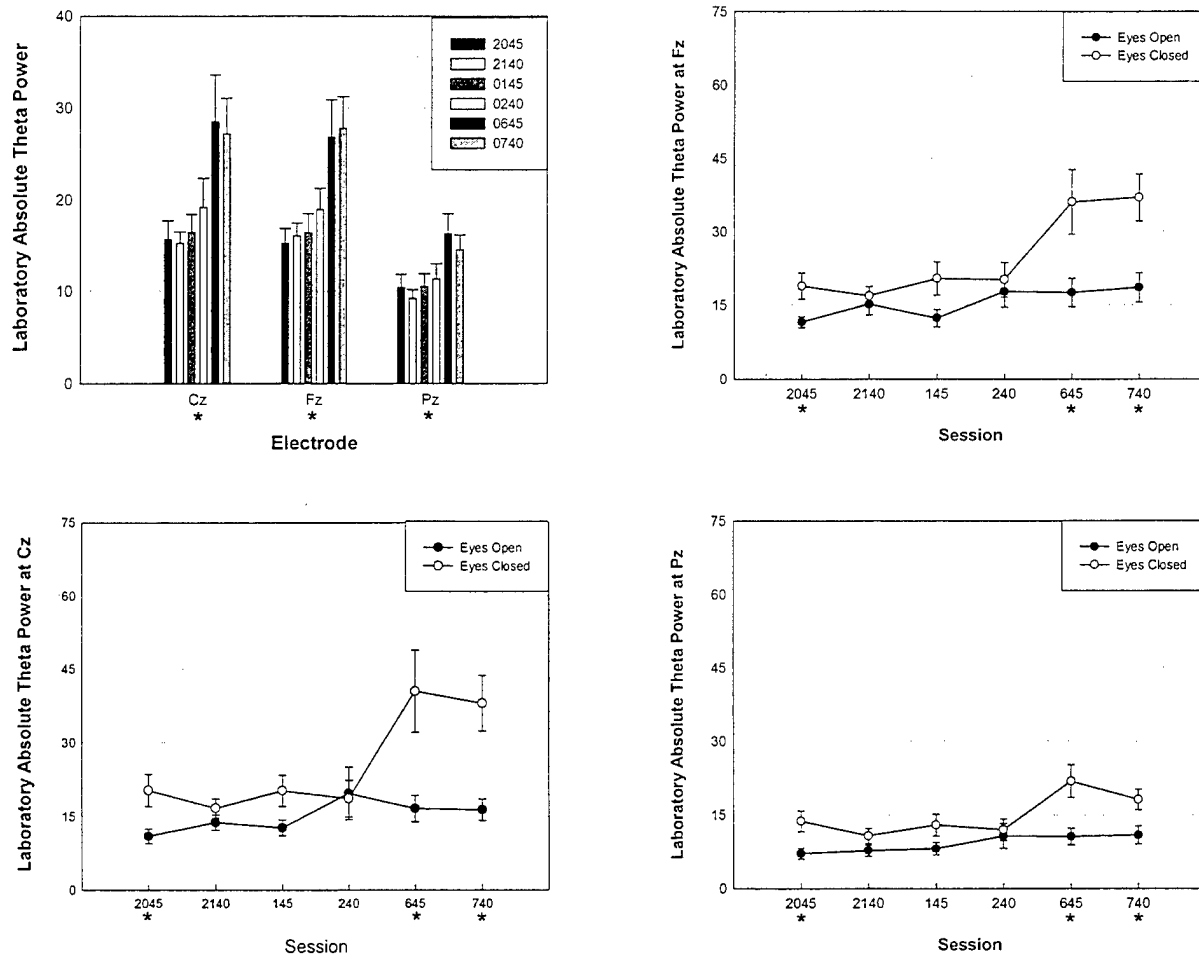 Laboratory Absolute Theta Power
40
30
20
10
0
2045
2140
0145
0240
0645
0740
Cz Fz Pz
* * *
Electrode
Laboratory Absolute Theta Power at Fz
75
60
45
30
15
0
Eyes Open
Eyes Closed
2045 2140 145 240 645 740
* * *
Session
Laboratory Absolute Theta Power at Cz
75
60
45
30
15
0
Eyes Open
Eyes Closed
2045 2140 145 240 645 740
* * *
Session
Laboratory Absolute Theta Power at Pz
75
60
45
30
15
0
Eyes Open
Eyes Closed
2045 2140 145 240 645 740
* * *
Session